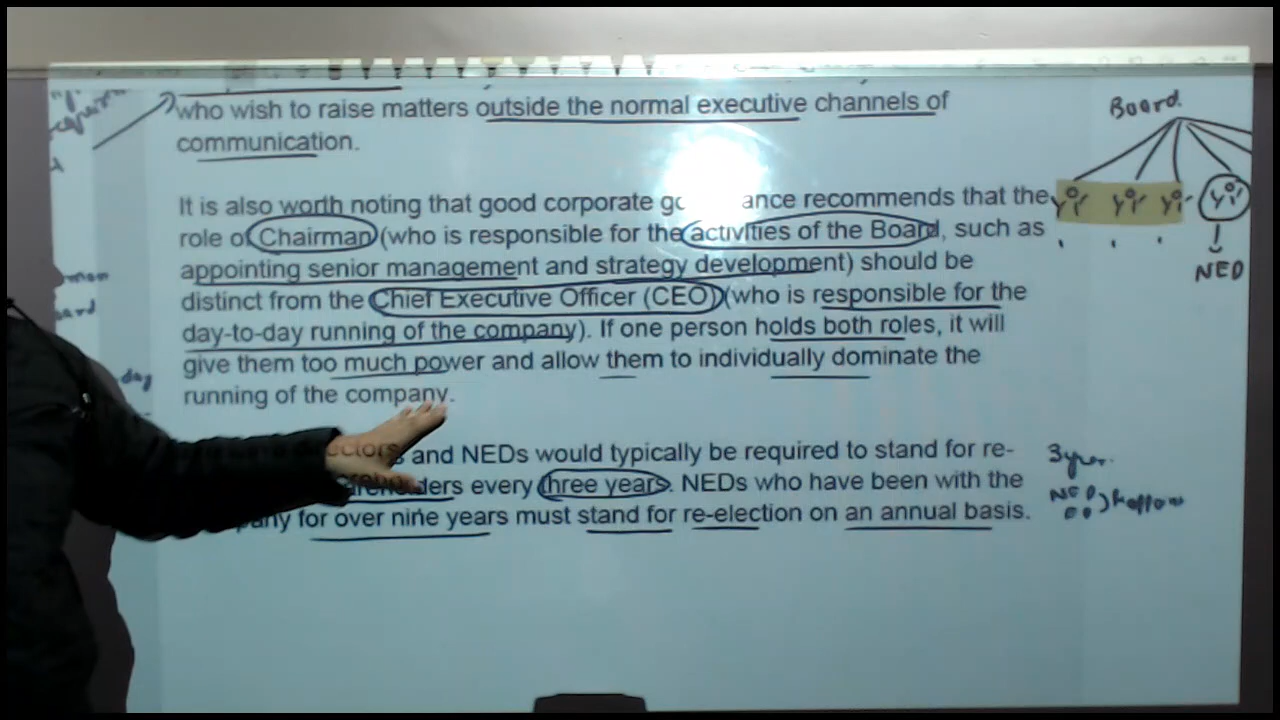 who wish to raise matters outside the normal executive channels of
communication.
It is also worth noting that good corporate ance recommends that the
role of Chairman (who is responsible for the activities of the Board, such as
appointing senior management and strategy development) should be
distinct from the Chief Executive Officer (CEO) (who is responsible for the
day-to-day running of the company). If one person holds both roles, it will
give them too much power and allow them to individually dominate the
running of the company.
and NEDs would typically be required to stand for re-
every three years. NEDs who have been with the
for over nine years must stand for re-election on an annual basis.
Board
NED
day